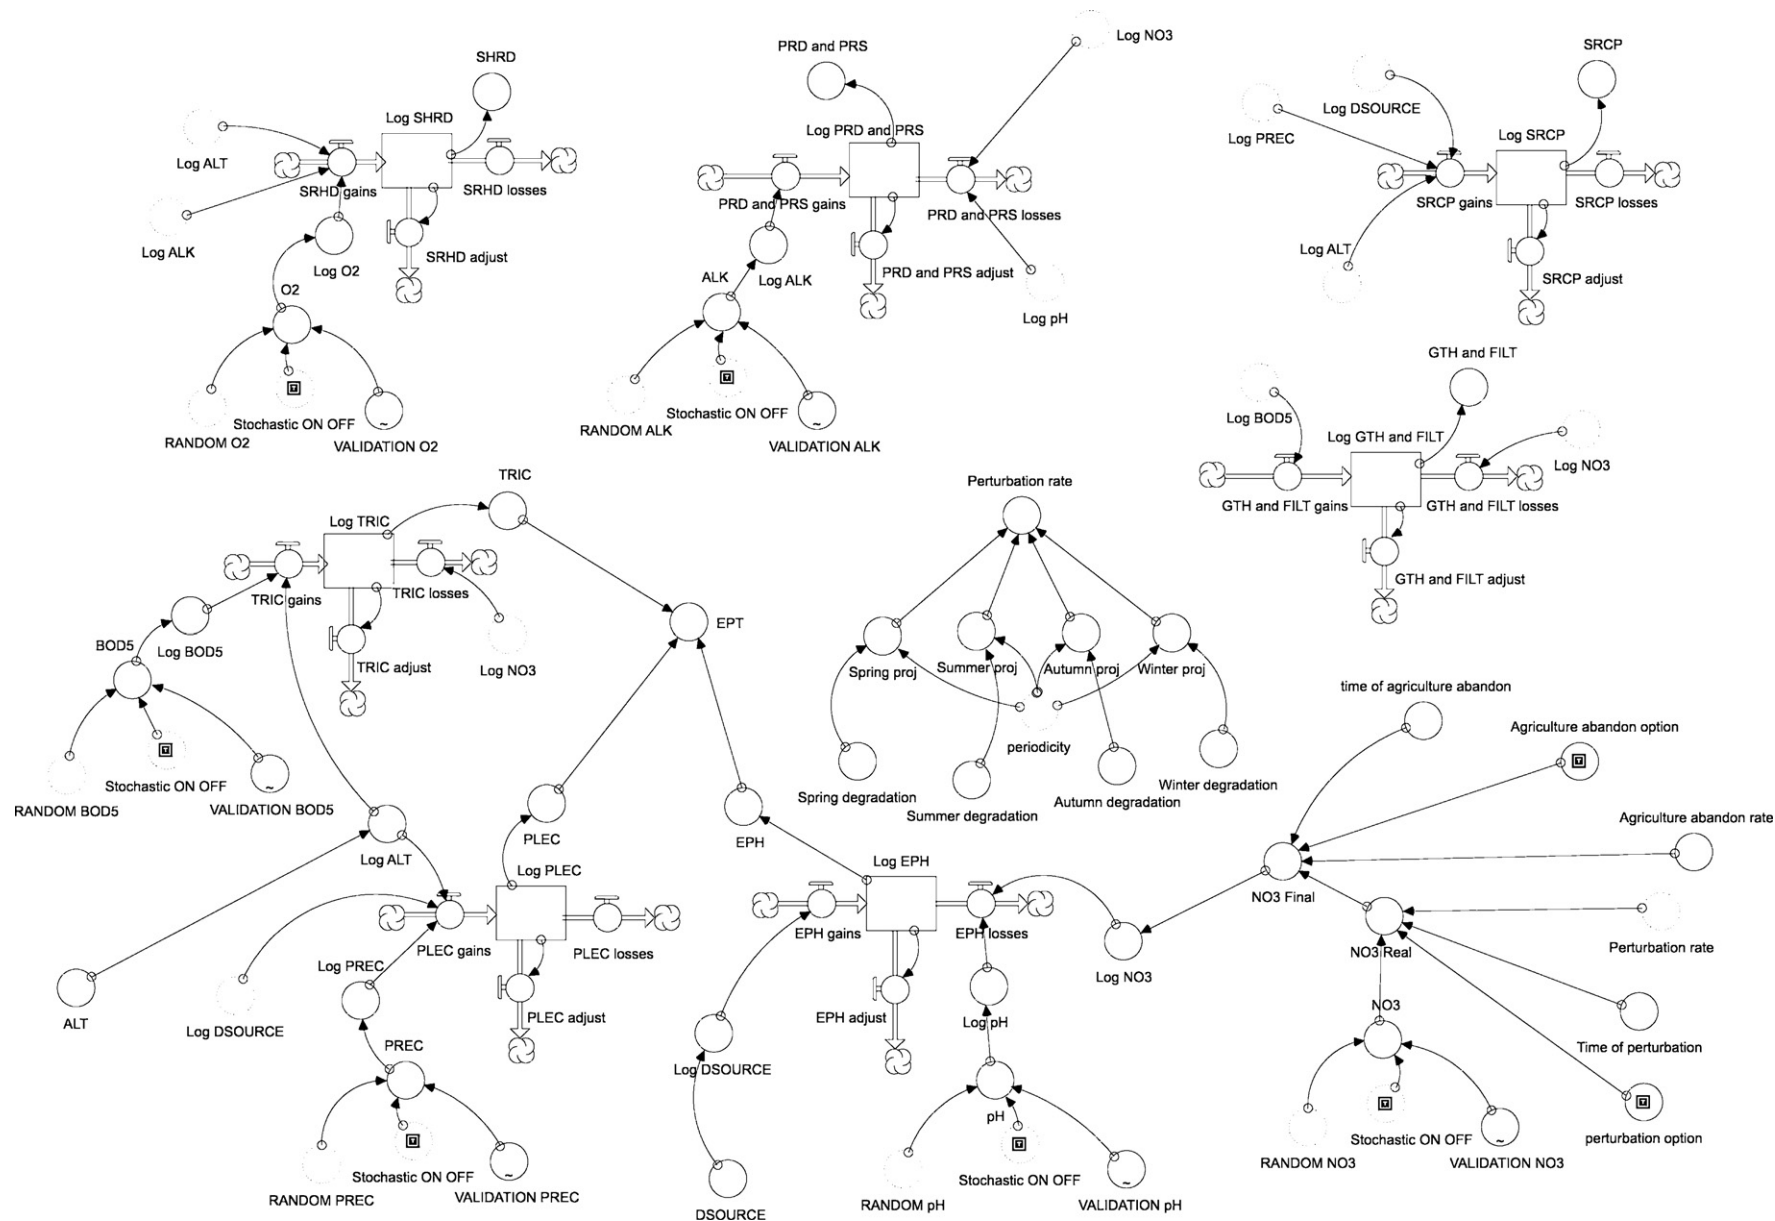 SHRD
Log SHRD
Log ALT
SRHD gains
SRHD losses
Log ALK
Log O2
SRHD adjust
O2
Stochastic ON OFF
RANDOM O2
VALIDATION O2
PRD and PRS
Log NO3
Log PRD and PRS
PRD and PRS gains
PRD and PRS losses
ALK
Log ALK
PRD and PRS adjust
Log pH
Stochastic ON OFF
RANDOM ALK
VALIDATION ALK
SRCP
Log DSOURCE
Log PREC
Log SRCP
SRCP gains
SRCP losses
Log ALT
SRCP adjust
GTH and FILT
Log BOD5
Log GTH and FILT
Log NO3
GTH and FILT gains
GTH and FILT losses
GTH and FILT adjust
TRIC
Log TRIC
TRIC gains
TRIC losses
BOD5
Log BOD5
TRIC adjust
Log NO3
Stochastic ON OFF
RANDOM BOD5
VALIDATION BOD5
EPT
Perturbation rate
Spring proj
Summer proj
Autumn proj
Winter proj
periodicity
Spring degradation
Summer degradation
Autumn degradation
Winter degradation
Log ALT
PLEC
Log PLEC
PLEC gains
PLEC losses
Log PREC
ALT
Log DSOURCE
PLEC adjust
PREC
Stochastic ON OFF
RANDOM PREC
VALIDATION PREC
EPH
Log EPH
EPH gains
EPH losses
Log NO3
EPH adjust
Log pH
Log DSOURCE
pH
Stochastic ON OFF
RANDOM pH
VALIDATION pH
DSOURCE
time of agriculture abandon
Agriculture abandon option
Agriculture abandon rate
NO3 Final
NO3 Real
Perturbation rate
NO3
Time of perturbation
Stochastic ON OFF
perturbation option
RANDOM NO3
VALIDATION NO3
T
T
T
T
T
T
T
T
~
~
~
~
~
~